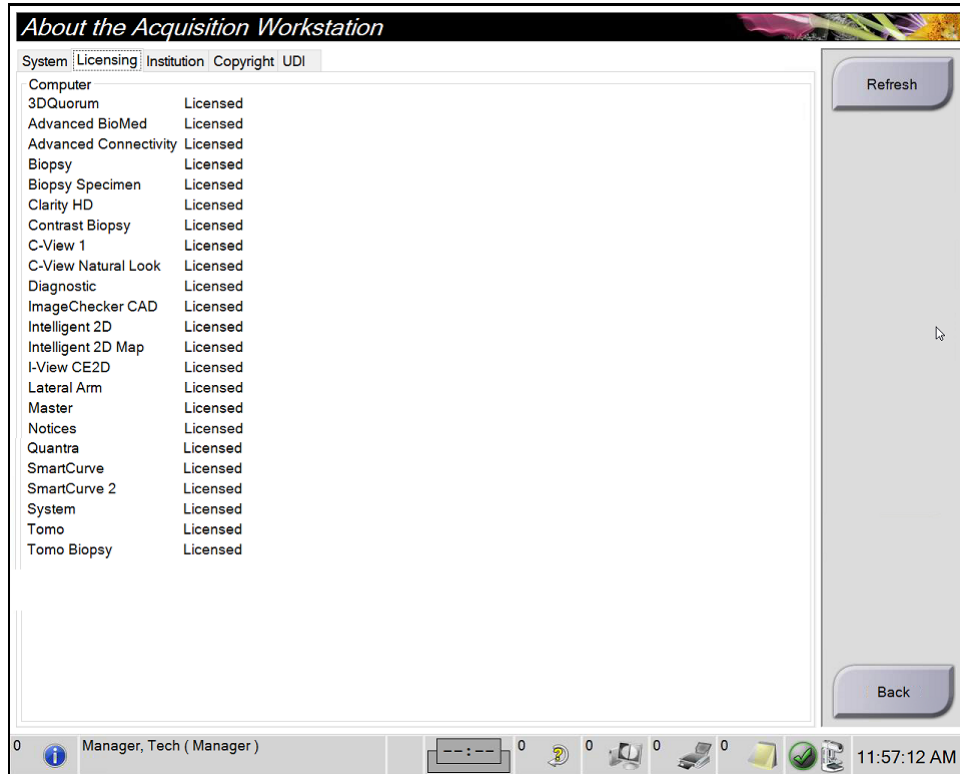 About the Acquisition Workstation
System Licensing Institution Copyright UDI
Refresh
Computer
3DQuorum Licensed
Advanced BioMed Licensed
Advanced Connectivity Licensed
Biopsy Licensed
Biopsy Specimen Licensed
Clarity HD Licensed
Contrast Biopsy Licensed
C-View 1 Licensed
C-View Natural Look Licensed
Diagnostic Licensed
ImageChecker CAD Licensed
Intelligent 2D Licensed
Intelligent 2D Map Licensed
I-View CE2D Licensed
Lateral Arm Licensed
Master Licensed
Notices Licensed
Quantra Licensed
SmartCurve Licensed
SmartCurve 2 Licensed
System Licensed
Tomo Licensed
Tomo Biopsy Licensed
Back
0 Manager, Tech ( Manager ) --:-- 0 0 0 0 11:57:12 AM